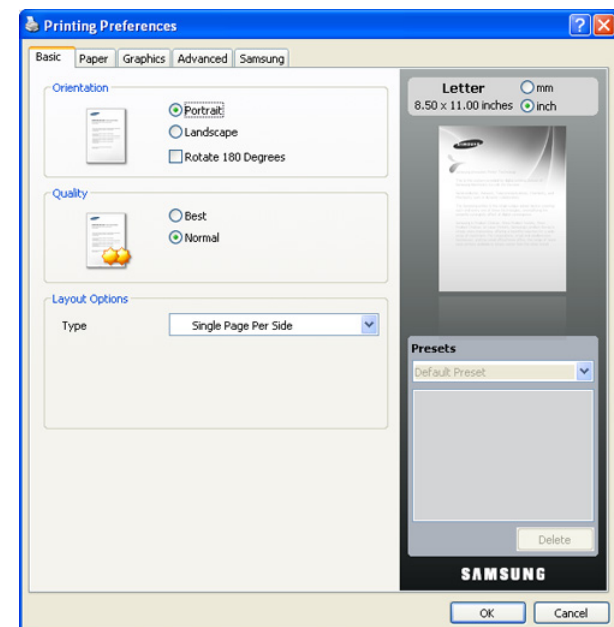 Printing Preferences
Basic Paper Graphics Advanced Samsung
Orientation
Portrait
Landscape
Rotate 180 Degrees
Quality
Best
Normal
Layout Options
Type Single Page Per Side
Letter mm
8.50 x 11.00 inches inch
SAMSUNG
Presets
Default Preset
Delete
SAMSUNG
OK Cancel